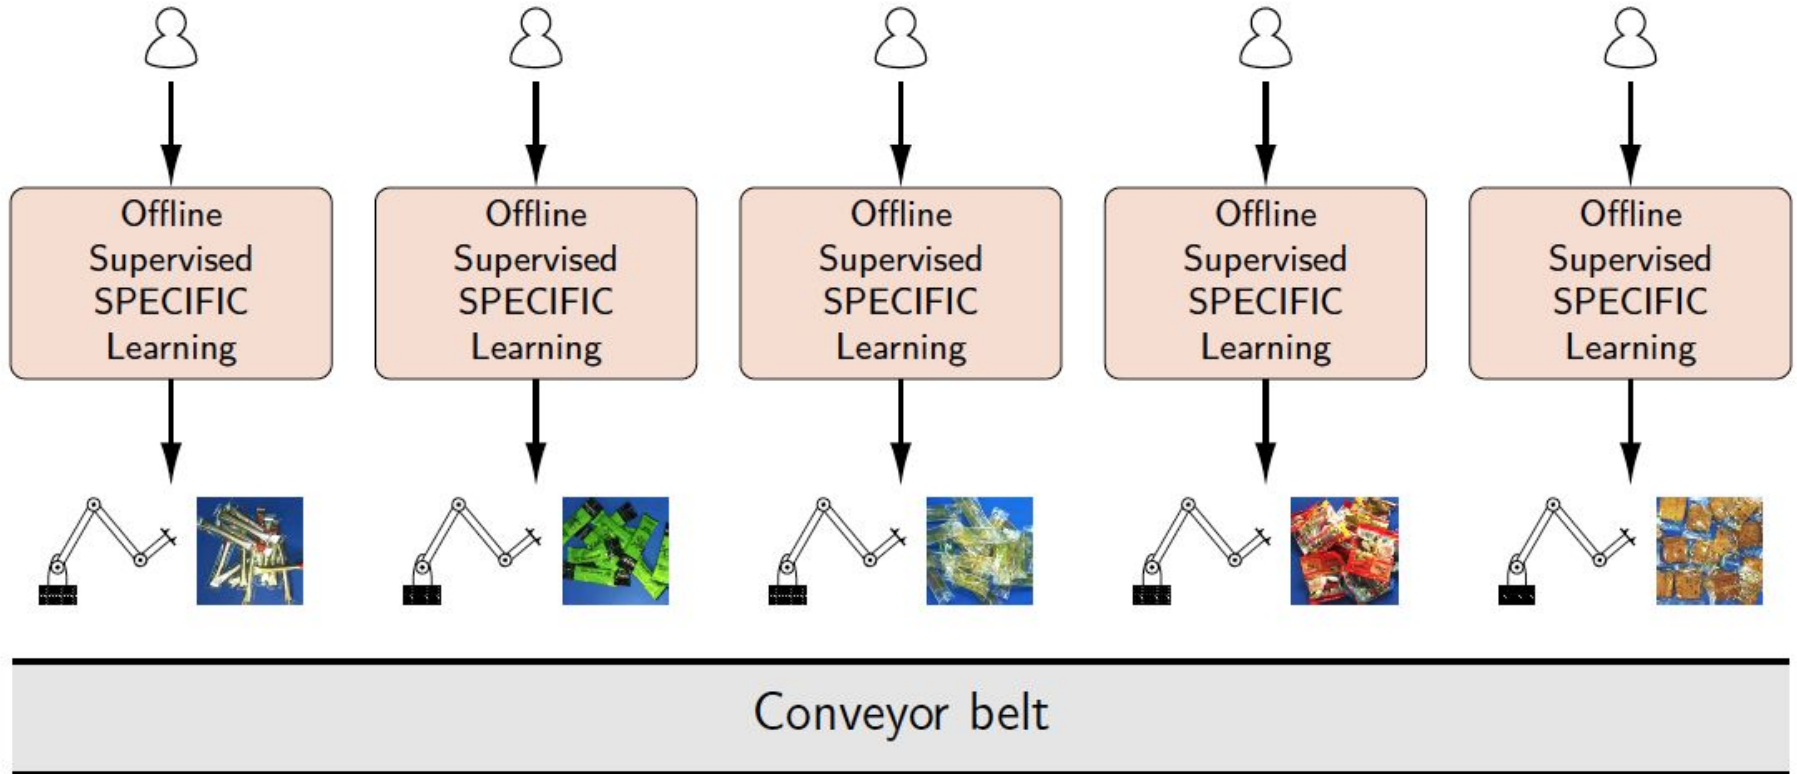 Offline
Supervised
SPECIFIC
Learning
Offline
Supervised
SPECIFIC
Learning
Offline
Supervised
SPECIFIC
Learning
Offline
Supervised
SPECIFIC
Learning
Offline
Supervised
SPECIFIC
Learning
Conveyor belt